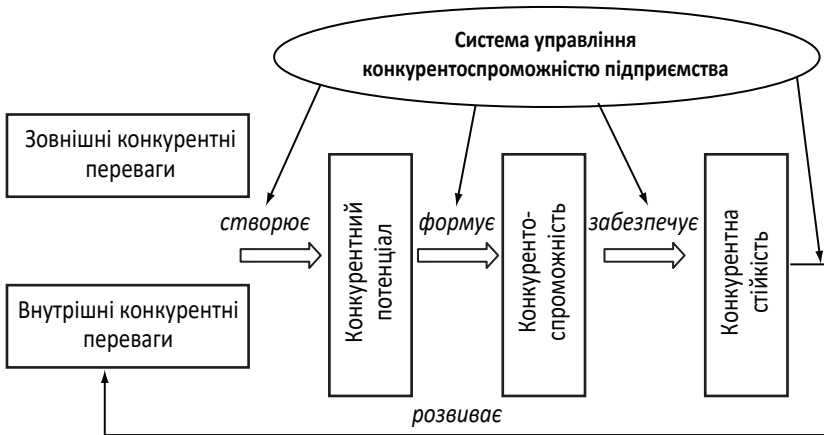 Система управління
конкурентоспроможністю підприємства
Зовнішні конкурентні
переваги
Внутрішні конкурентні
переваги
створює
Конкурентний
потенціал
формує
Конкуренто-
спроможність
забезпечує
Конкурентна
стійкість
розвиває